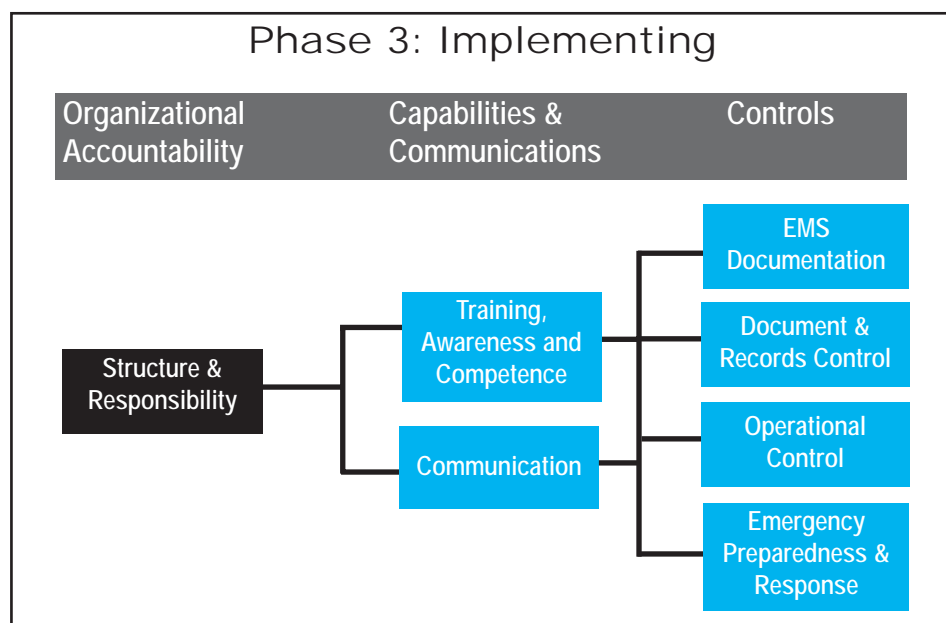 Phase 3: Implementing
Organizational
Accountability
Capabilities &
Communications
Controls
Structure &
Responsibility
Training,
Awareness and
Competence
Communication
EMS
Documentation
Document &
Records Control
Operational
Control
Emergency
Preparedness &
Response